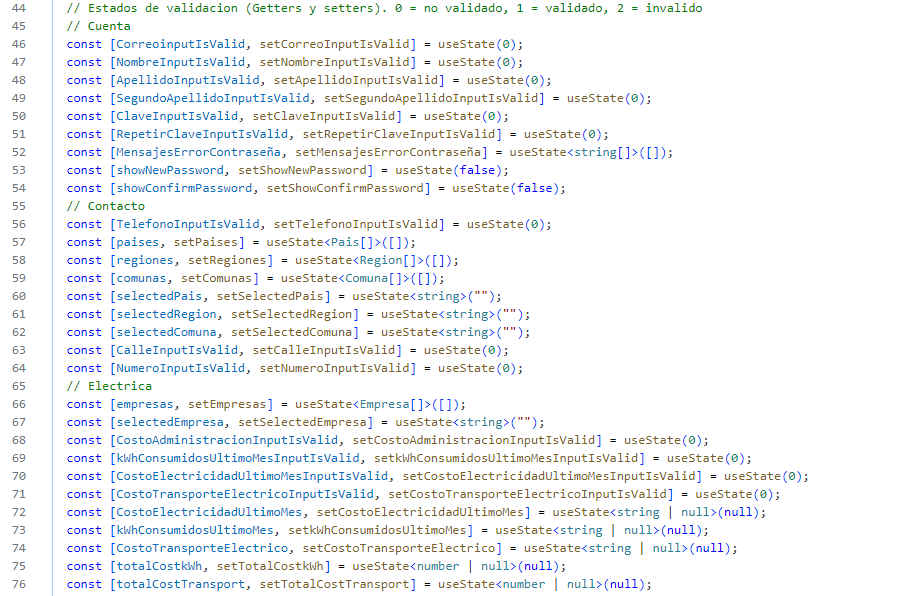 44 // Estados de validacion (Getters y setters). 0 = no validado, 1 = validado, 2 = invalido
45 // Cuenta
46 const [CorreoinputIsValid, setCorreoInputIsValid] = useState(0);
47 const [NombreInputIsValid, setNombreInputIsValid] = useState(0);
48 const [ApellidoInputIsValid, setApellidoInputIsValid] = useState(0);
49 const [SegundoApellidoInputIsValid, setSegundoApellidoInputIsValid] = useState(0);
50 const [ClaveInputIsValid, setClaveInputIsValid] = useState(0);
51 const [RepetirClaveInputIsValid, setRepetirClaveInputIsValid] = useState(0);
52 const [MensajesErrorContraseña, setMensajesErrorContraseña] = useState<string[]>([]);
53 const [showNewPassword, setShowNewPassword] = useState(false);
54 const [showConfirmPassword, setShowConfirmPassword] = useState(false);
55 // Contacto
56 const [TelefonoInputIsValid, setTelefonoInputIsValid] = useState(0);
57 const [paises, setPaises] = useState<Pais[]>([]);
58 const [regiones, setRegiones] = useState<Region[]>([]);
59 const [comunas, setComunas] = useState<Comuna[]>([]);
60 const [selectedPais, setSelectedPais] = useState<string>("");
61 const [selectedRegion, setSelectedRegion] = useState<string>("");
62 const [selectedComuna, setSelectedComuna] = useState<string>("");
63 const [CalleInputIsValid, setCalleInputIsValid] = useState(0);
64 const [NumeroInputIsValid, setNumeroInputIsValid] = useState(0);
65 // Electrica
66 const [empresas, setEmpresas] = useState<Empresa[]>([]);
67 const [selectedEmpresa, setSelectedEmpresa] = useState<string>("");
68 const [CostoAdministracionInputIsValid, setCostoAdministracionInputIsValid] = useState(0);
69 const [kWhConsumidosUltimoMesInputIsValid, setkWhConsumidosUltimoMesInputIsValid] = useState(0);
70 const [CostoElectricidadUltimoMesInputIsValid, setCostoElectricidadUltimoMesInputIsValid] = useState(0);
71 const [CostoTransporteElectricoInputIsValid, setCostoTransporteElectricoInputIsValid] = useState(0);
72 const [CostoElectricidadUltimoMes, setCostoElectricidadUltimoMes] = useState<string | null>(null);
73 const [kWhConsumidosUltimoMes, setkWhConsumidosUltimoMes] = useState<string | null>(null);
74 const [CostoTransporteElectrico, setCostoTransporteElectrico] = useState<string | null>(null);
75 const [totalCostkWh, setTotalCostkWh] = useState<number | null>(null);
76 const [totalCostTransport, setTotalCostTransport] = useState<number | null>(null);